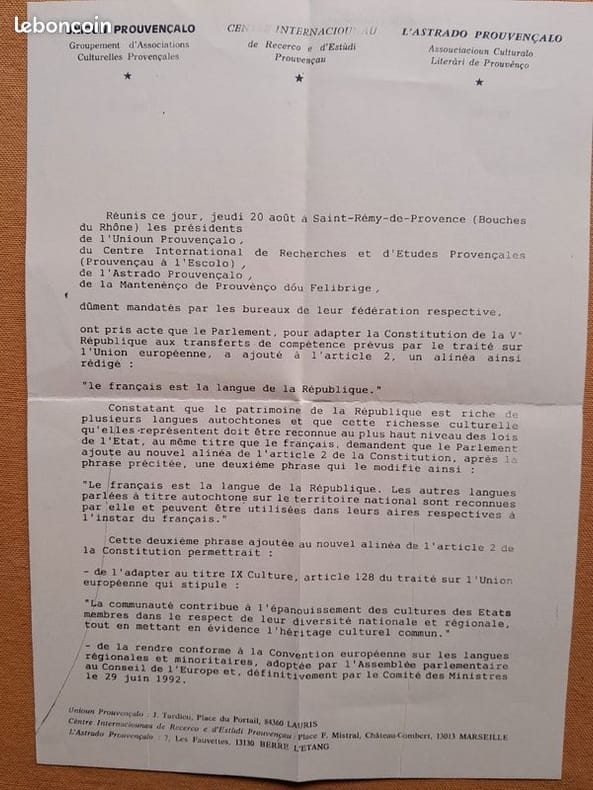 leboncoin
PROUVENÇALO
Groupement d'Associations
Culturelles Provençales
★
CENTRE INTERNACIOUNAU
de Recerco e d'Estùdi
Prouvençau
★
L'ASTRADO PROUVENÇALO
Assouciacioun Culturalo
Literàri de Prouvènço
★
Réunis ce jour, jeudi 20 août à Saint-Rémy-de-Provence (Bouches
du Rhône) les présidents
de l'Unioun Prouvençalo,
du Centre International de Recherches et d'Etudes Provençales
(Prouvençau à l'Escolo),
de l'Astrado Prouvençalo,
de la Mantenènço de Prouvènço dóu Felibrige,
dûment mandatés par les bureaux de leur fédération respective,
ont pris acte que le Parlement, pour adapter la Constitution de la V°
République aux transferts de compétence prévus par le traité sur
l'Union européenne, a ajouté à l'article 2, un alinéa ainsi
rédigé :
"le français est la langue de la République."
Constatant que le patrimoine de la République est riche de
plusieurs langues autochtones et que cette richesse culturelle
qu'elles représentent doit être reconnue au plus haut niveau des lois
de l'Etat, au même titre que le français, demandent que le Parlement
ajoute au nouvel alinéa de l'article 2 de la Constitution, après la
phrase précitée, une deuxième phrase qui le modifie ainsi :
"Le français est la langue de la République. Les autres langues
parlées à titre autochtone sur le territoire national sont reconnues
par elle et peuvent être utilisées dans leurs aires respectives à
l'instar du français."
Cette deuxième phrase ajoutée au nouvel alinéa de l'article 2 de
la Constitution permettrait :
- de l'adapter au titre IX Culture, article 128 du traité sur l'Union
européenne qui stipule :
"La communauté contribue à l'épanouissement des cultures des Etats
membres dans le respect de leur diversité nationale et régionale,
tout en mettant en évidence l'héritage culturel commun."
- de la rendre conforme à la Convention européenne sur les langues
régionales et minoritaires, adoptée par l'Assemblée parlementaire
au Conseil de l'Europe et, définitivement par le Comité des Ministres
le 29 juin 1992.
Unioun Prouvençalo : J. Tardieu, Place du Portail, 84360 LAURIS
Cèntre Internaciounau de Recerco e d'Estùdi Prouvençau : Place F. Mistral, Château-Gombert, 13013 MARSEILLE
L'Astrado Prouvençalo : 7, Les Fauvettes, 13130 BERRE L'ETANG